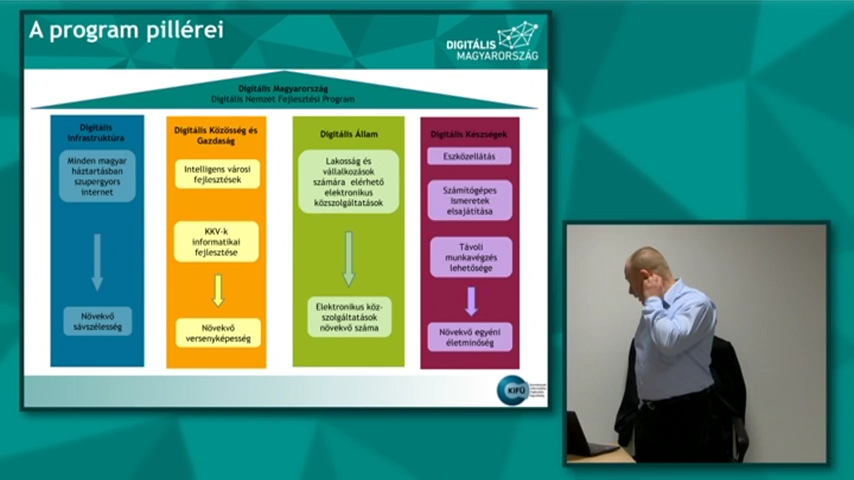 A program pillérei
DIGITÁLIS
MAGYARORSZÁG
Digitális Magyarország
Digitális Nemzet Fejlesztési Program
Digitális
Infrastruktúra
Minden magyar
háztartásban
szupergyors
internet
Növekvő
sávszélesség
Digitális Közösség és
Gazdaság
Intelligens városi
fejlesztések
KKV-k
informatikai
fejlesztése
Növekvő
versenyképesség
Digitális Állam
Lakosság és
vállalkozások
számára elérhető
elektronikus
közszolgáltatások
Elektronikus köz-
szolgáltatások
növekvő száma
Digitális Készségek
Eszközellátás
Számítógépes
ismeretek
elsajátítása
Távoli
munkavégzés
lehetősége
Növekvő egyéni
életminőség
KIFÜ